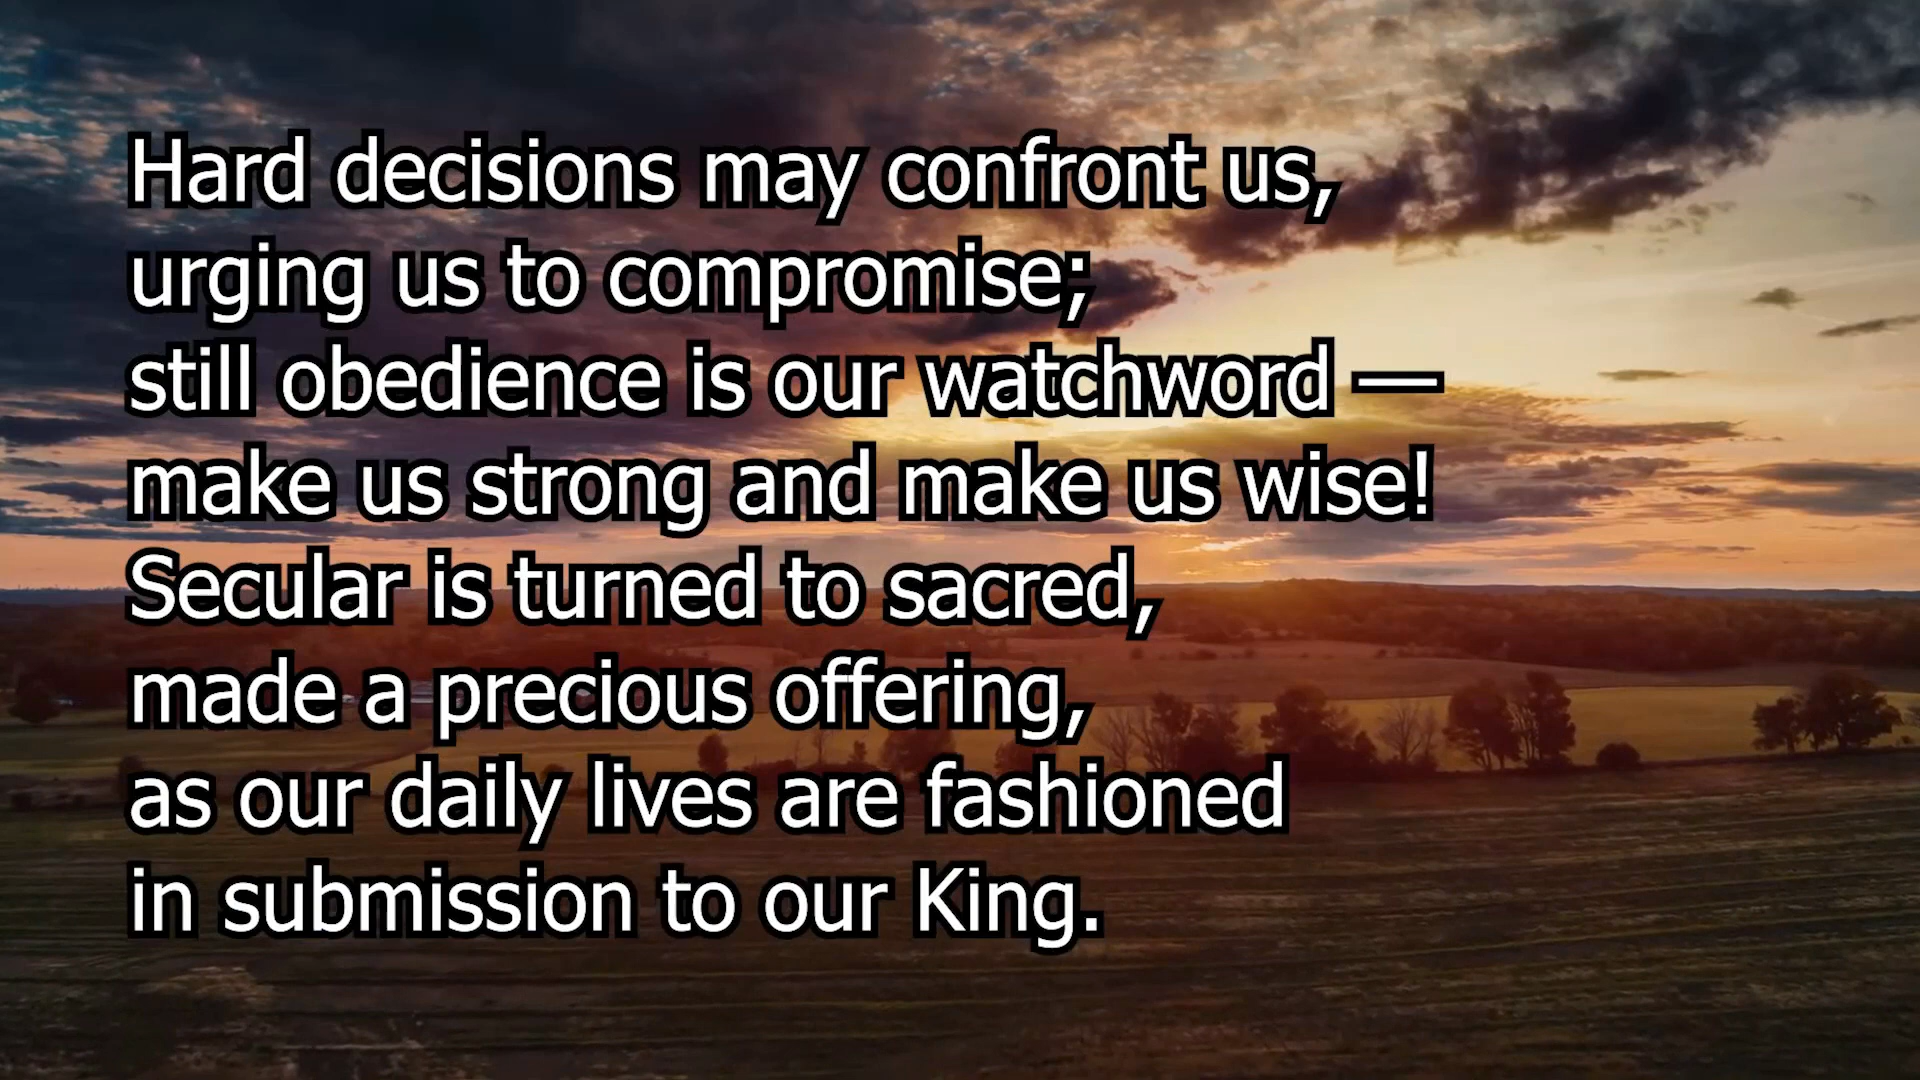 Hard decisions may confront us,
urging us to compromise;
still obedience is our watchword —
make us strong and make us wise!
Secular is turned to sacred,
made a precious offering,
as our daily lives are fashioned
in submission to our King.